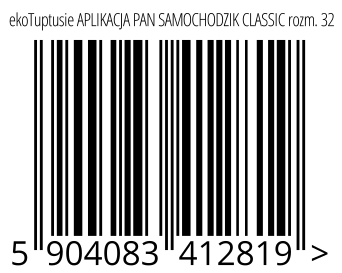 ekoTuptusie APLIKACJA PAN SAMOCHODZIK CLASSIC rozm. 32
5 904083 412819 >